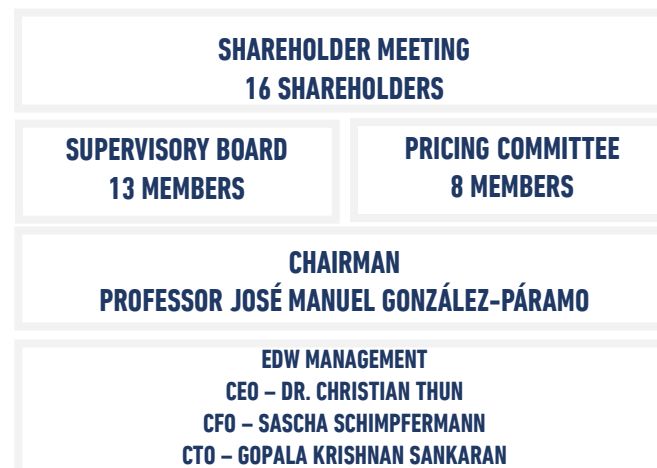 SHAREHOLDER MEETING
16 SHAREHOLDERS
SUPERVISORY BOARD
13 MEMBERS
PRICING COMMITTEE
8 MEMBERS
CHAIRMAN
PROFESSOR JOSÉ MANUEL GONZÁLEZ-PÁRAMO
EDW MANAGEMENT
CEO – DR. CHRISTIAN THUN
CFO – SASCHA SCHIMPFERMANN
CTO – GOPALA KRISHNAN SANKARAN